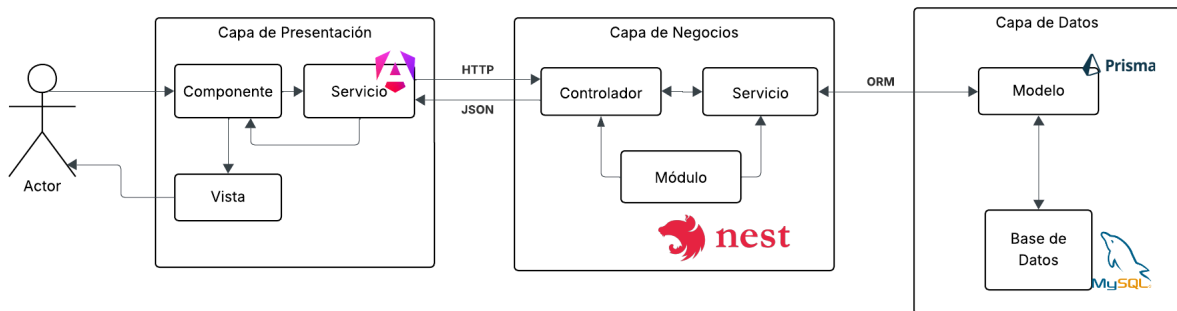 Capa de Presentación
Capa de Negocios
Capa de Datos
Componente
Servicio
HTTP
JSON
Controlador
Servicio
ORM
Prisma
Modelo
Actor
Vista
Módulo
nest
Base de
Datos
MySQL